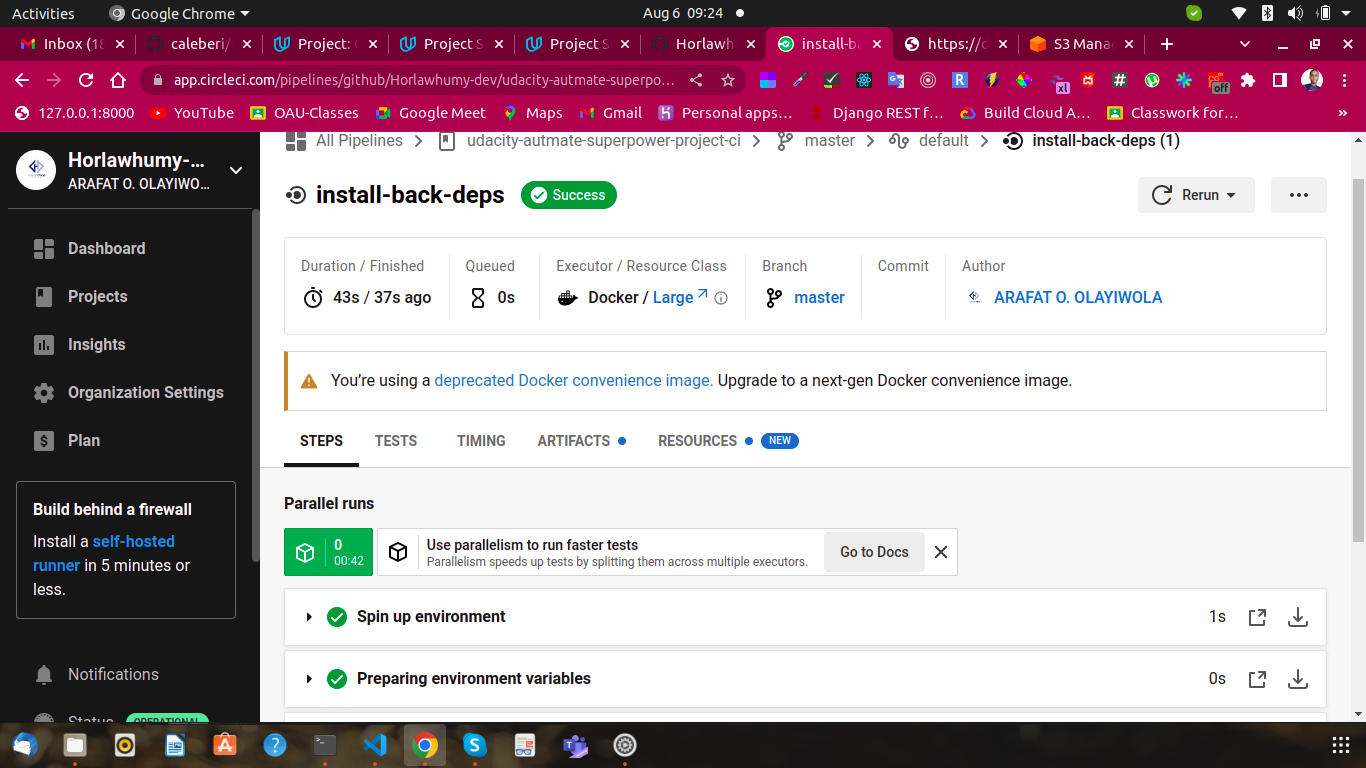 Activities
Google Chrome
Aug 6 09:24
Inbox (18
caleberi/
Project: 
Project S
Project S
Horlawh
install-ba
https://c
S3 Mana
app.circleci.com/pipelines/github/Horlawhumy-dev/udacity-autmate-superpo...
xl
off
127.0.0.1:8000
YouTube
OAU-Classes
Google Meet
Maps
Gmail
Personal apps...
Django REST f...
Build Cloud A...
Classwork for...
»
Horlawhumy-...
ARAFAT O. OLAYIWO...
Dashboard
Projects
Insights
Organization Settings
Plan
Build behind a firewall
Install a self-hosted
runner in 5 minutes or
less.
Notifications
Status OPERATIONAL
All Pipelines
udacity-autmate-superpower-project-ci
master
default
install-back-deps (1)
install-back-deps
Success
Rerun
Duration / Finished
43s / 37s ago
Queued
0s
Executor / Resource Class
Docker / Large
Branch
master
Commit
Author
ARAFAT O. OLAYIWOLA
You're using a deprecated Docker convenience image. Upgrade to a next-gen Docker convenience image.
STEPS
TESTS
TIMING
ARTIFACTS
RESOURCES
NEW
Parallel runs
0
00:42
Use parallelism to run faster tests
Parallelism speeds up tests by splitting them across multiple executors.
Go to Docs
Spin up environment
1s
Preparing environment variables
0s